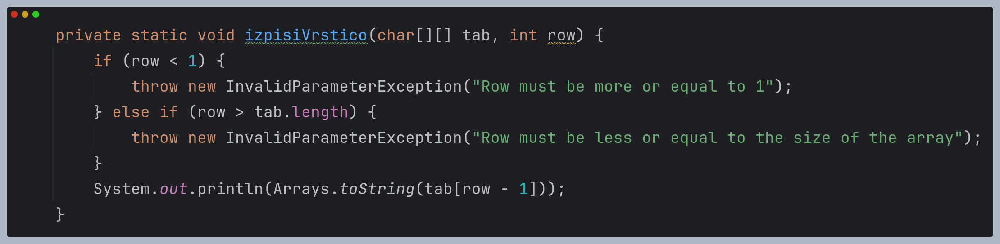 private static void izpisiVrstico(char[][] tab, int row) {
    if (row < 1) {
        throw new InvalidParameterException("Row must be more or equal to 1");
    } else if (row > tab.length) {
        throw new InvalidParameterException("Row must be less or equal to the size of the array");
    }
    System.out.println(Arrays.toString(tab[row - 1]));
}